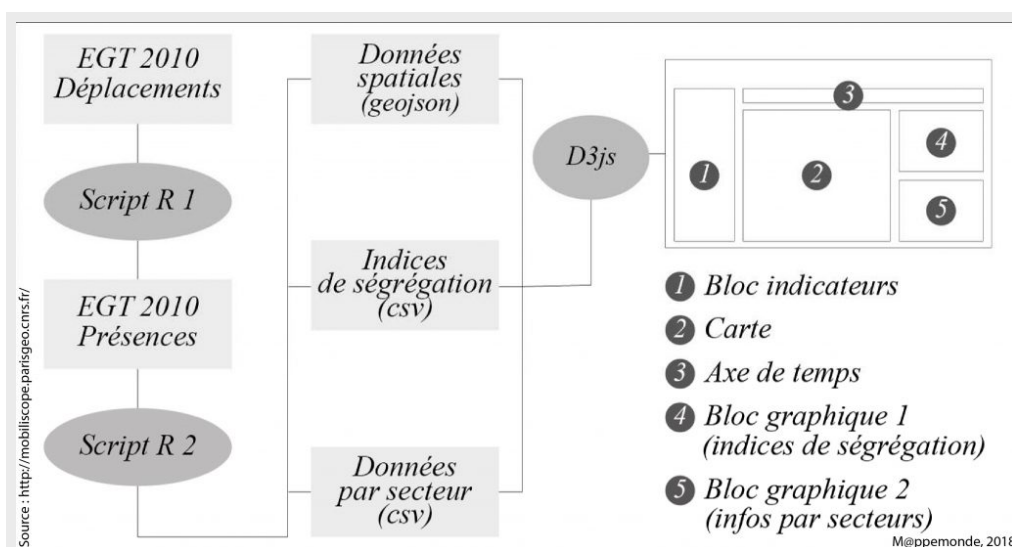 EGT 2010
Déplacements
Script R 1
EGT 2010
Présences
Script R 2
Données
spatiales
(geojson)
Indices
de ségrégation
(csv)
Données
par secteur
(csv)
D3js
3
1
2
4
5
1 Bloc indicateurs
2 Carte
3 Axe de temps
4 Bloc graphique 1
(indices de ségrégation)
5 Bloc graphique 2
(infos par secteurs)
Source : http://mobiliscope.parisgeo.cnrs.fr/
M@ppemonde, 2018